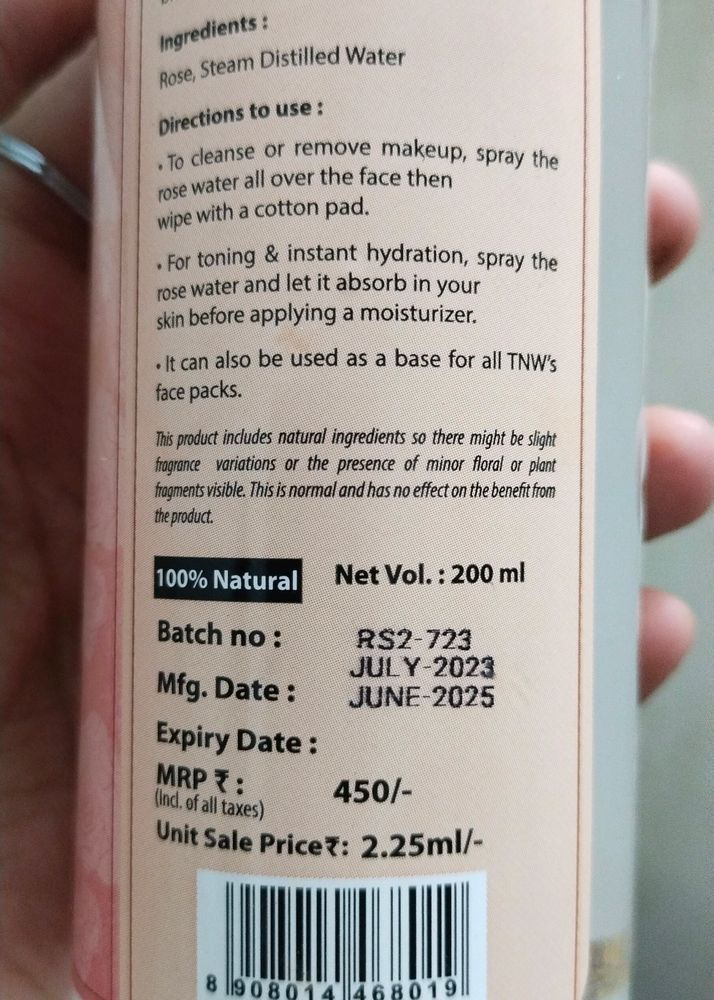 Ingredients :
Rose, Steam Distilled Water
Directions to use :
• To cleanse or remove makeup, spray the
rose water all over the face then
wipe with a cotton pad.
• For toning & instant hydration, spray the
rose water and let it absorb in your
skin before applying a moisturizer.
• It can also be used as a base for all TNW's
face packs.
This product includes natural ingredients so there might be slight
fragrance variations or the presence of minor floral or plant
fragments visible. This is normal and has no effect on the benefit from
the product.
100% Natural Net Vol. : 200 ml
Batch no : RS2-723
JULY-2023
Mfg. Date : JUNE-2025
Expiry Date :
MRP ₹ : 450/-
(Incl. of all taxes)
Unit Sale Price₹: 2.25ml/-
8 908014 468019